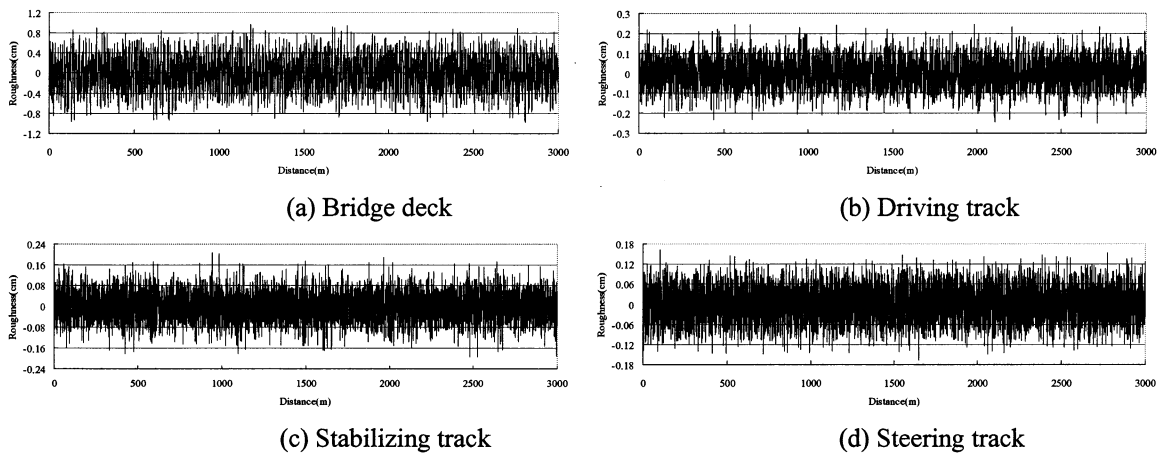 1.2
0.8
0.4
0
-0.4
-0.8
-1.2
Roughness(cm)
0 500 1000 1500 2000 2500 3000
Distance(m)
(a) Bridge deck
0.3
0.2
0.1
0
-0.1
-0.2
-0.3
Roughness(cm)
0 500 1000 1500 2000 2500 3000
Distance(m)
(b) Driving track
0.24
0.16
0.08
0
-0.08
-0.16
-0.24
Roughness(cm)
0 500 1000 1500 2000 2500 3000
Distance(m)
(c) Stabilizing track
0.18
0.12
0.06
0
-0.06
-0.12
-0.18
Roughness(cm)
0 500 1000 1500 2000 2500 3000
Distance(m)
(d) Steering track